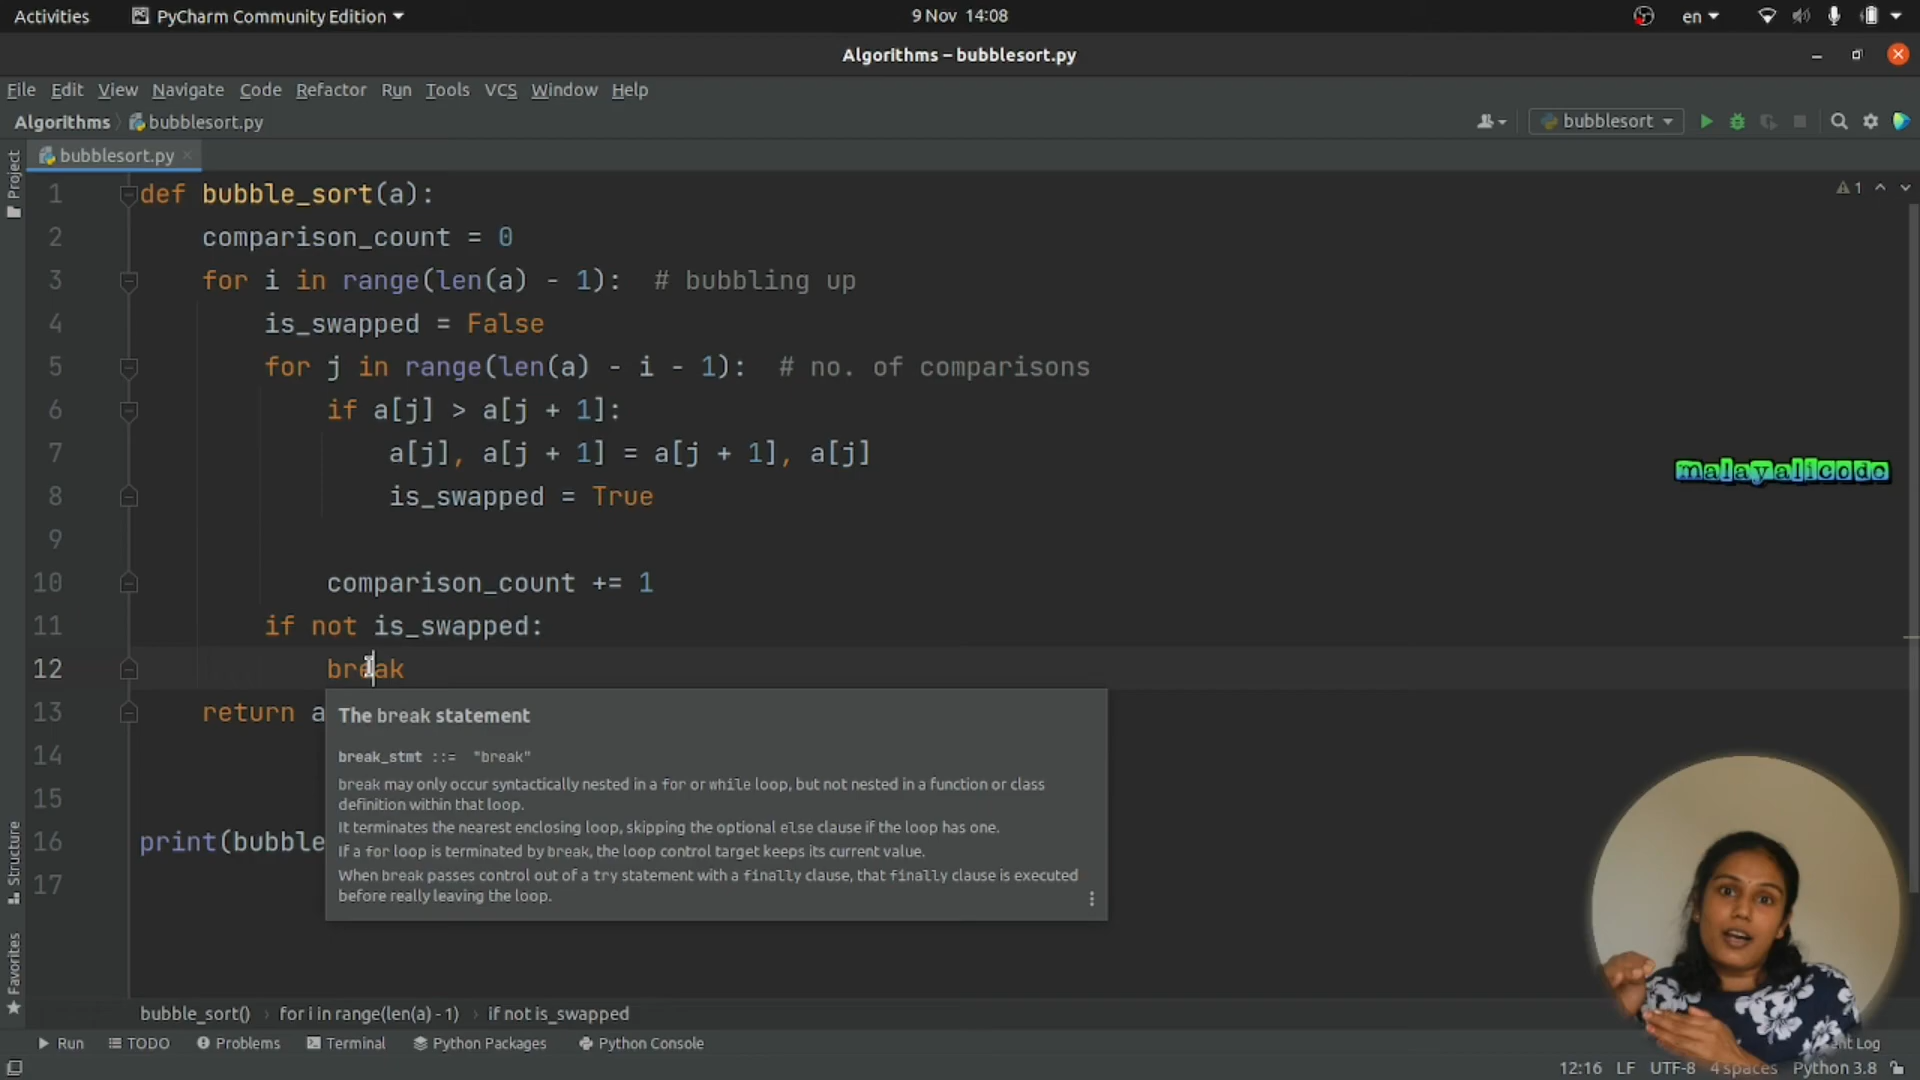 Activities PyCharm Community Edition 9 Nov 14:08 en
Algorithms – bubblesort.py
File Edit View Navigate Code Refactor Run Tools VCS Window Help
Algorithms bubblesort.py bubblesort
Project
bubblesort.py
1 def bubble_sort(a):
1
2 comparison_count = 0
3 for i in range(len(a) - 1): # bubbling up
4 is_swapped = False
5 for j in range(len(a) - i - 1): # no. of comparisons
6 if a[j] > a[j + 1]:
7 a[j], a[j + 1] = a[j + 1], a[j]
malayalicode
8 is_swapped = True
9
10 comparison_count += 1
11 if not is_swapped:
12 break
13 return a
The break statement
break_stmt ::= "break"
break may only occur syntactically nested in a for or while loop, but not nested in a function or class
definition within that loop.
It terminates the nearest enclosing loop, skipping the optional else clause if the loop has one.
If a for loop is terminated by break, the loop control target keeps its current value.
When break passes control out of a try statement with a finally clause, that finally clause is executed
before really leaving the loop.
14
15
16 print(bubble
17
Structure
Favorites
bubble_sort() for i in range(len(a) - 1) if not is_swapped
Run TODO Problems Terminal Python Packages Python Console Log
12:16 LF UTF-8 4 spaces Python 3.8